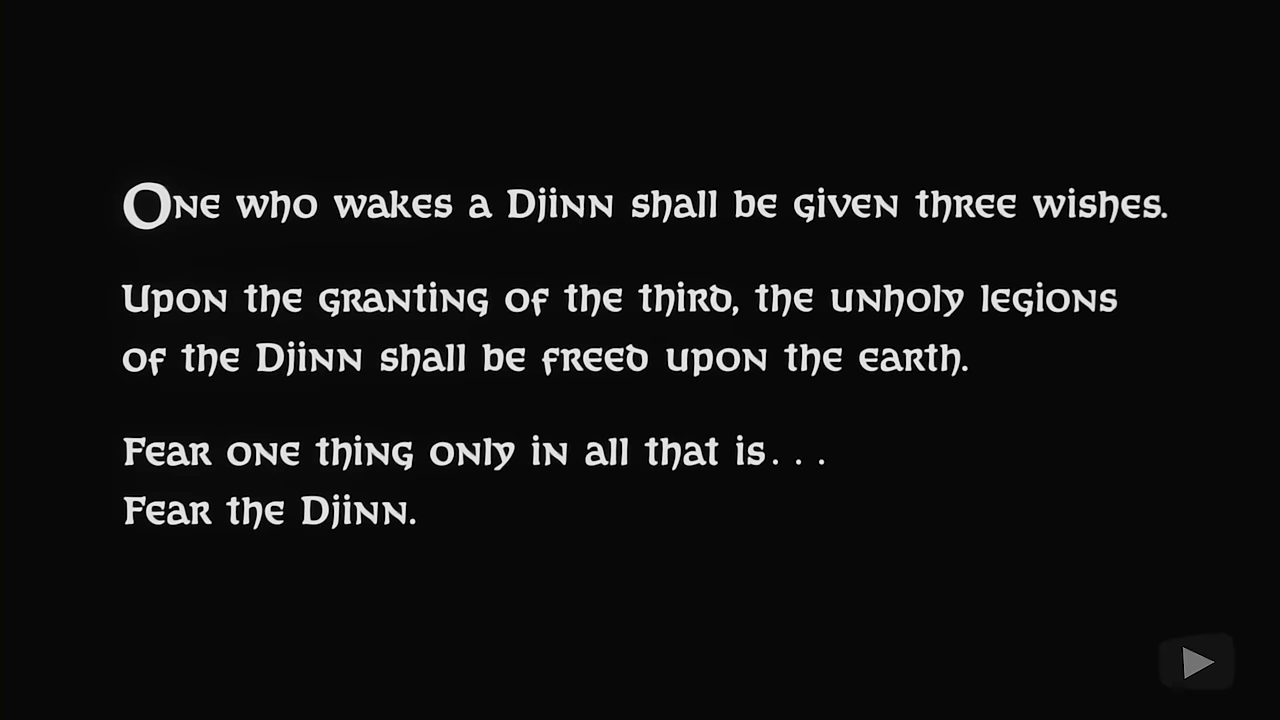 One who wakes a Djinn shall be given three wishes.
Upon the granting of the third, the unholy legions
of the Djinn shall be freed upon the earth.
Fear one thing only in all that is...
Fear the Djinn.